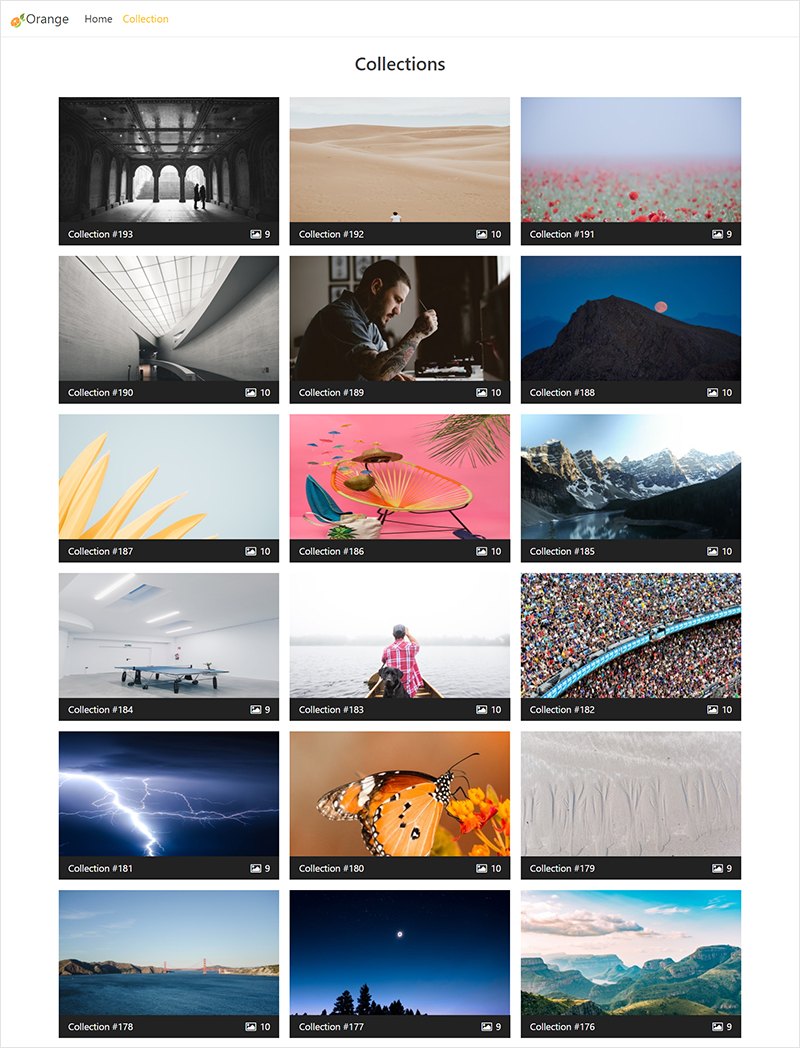 Orange Home Collection
Collections
Collection #193 9
Collection #192 10
Collection #191 9
Collection #190 10
Collection #189 10
Collection #188 10
Collection #187 10
Collection #186 10
Collection #185 10
Collection #184 9
Collection #183 10
Collection #182 10
Collection #181 9
Collection #180 10
Collection #179 9
Collection #178 10
Collection #177 9
Collection #176 9